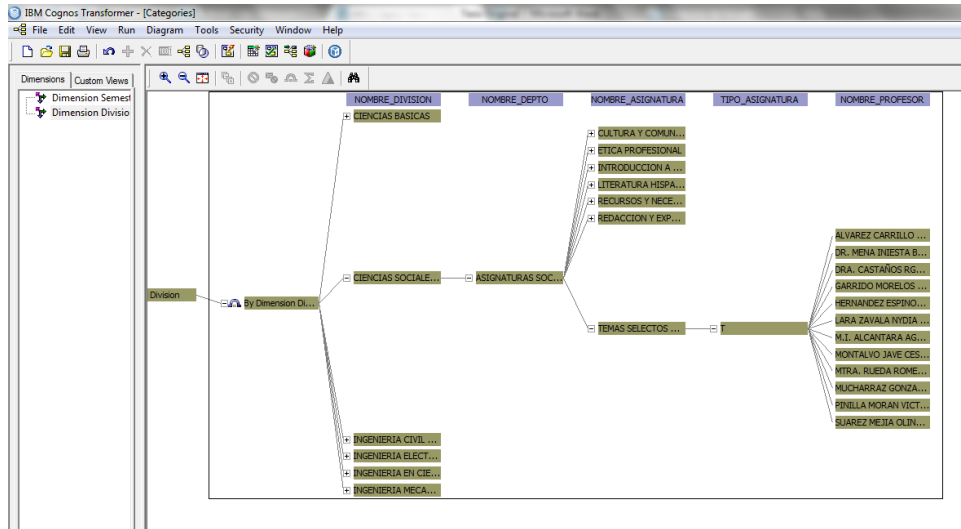 IBM Cognos Transformer - [Categories]
File Edit View Run Diagram Tools Security Window Help
Dimensions Custom Views
Dimension Semest
Dimension Divisio
NOMBRE_DIVISION NOMBRE_DEPTO NOMBRE_ASIGNATURA TIPO_ASIGNATURA NOMBRE_PROFESOR
CIENCIAS BASICAS
CULTURA Y COMUN...
ETICA PROFESIONAL
INTRODUCCION A ...
LITERATURA HISPA...
RECURSOS Y NECE...
REDACCION Y EXP...
ALVAREZ CARRILLO ...
DR. MENA INIESTA B...
DRA. CASTAÑOS RG...
CIENCIAS SOCIALE... ASIGNATURAS SOC...
GARRIDO MORELOS ...
Division
By Dimension Di...
HERNANDEZ ESPINO...
LARA ZAVALA NYDIA ...
TEMAS SELECTOS ... T
M.I. ALCANTARA AG...
MONTALVO JAVE CES...
MTRA. RUEDA ROME...
MUCHARRAZ GONZA...
PINILLA MORAN VICT...
SUAREZ MEJIA OLIN...
INGENIERIA CIVIL ...
INGENIERIA ELECT...
INGENIERIA EN CIE...
INGENIERIA MECA...